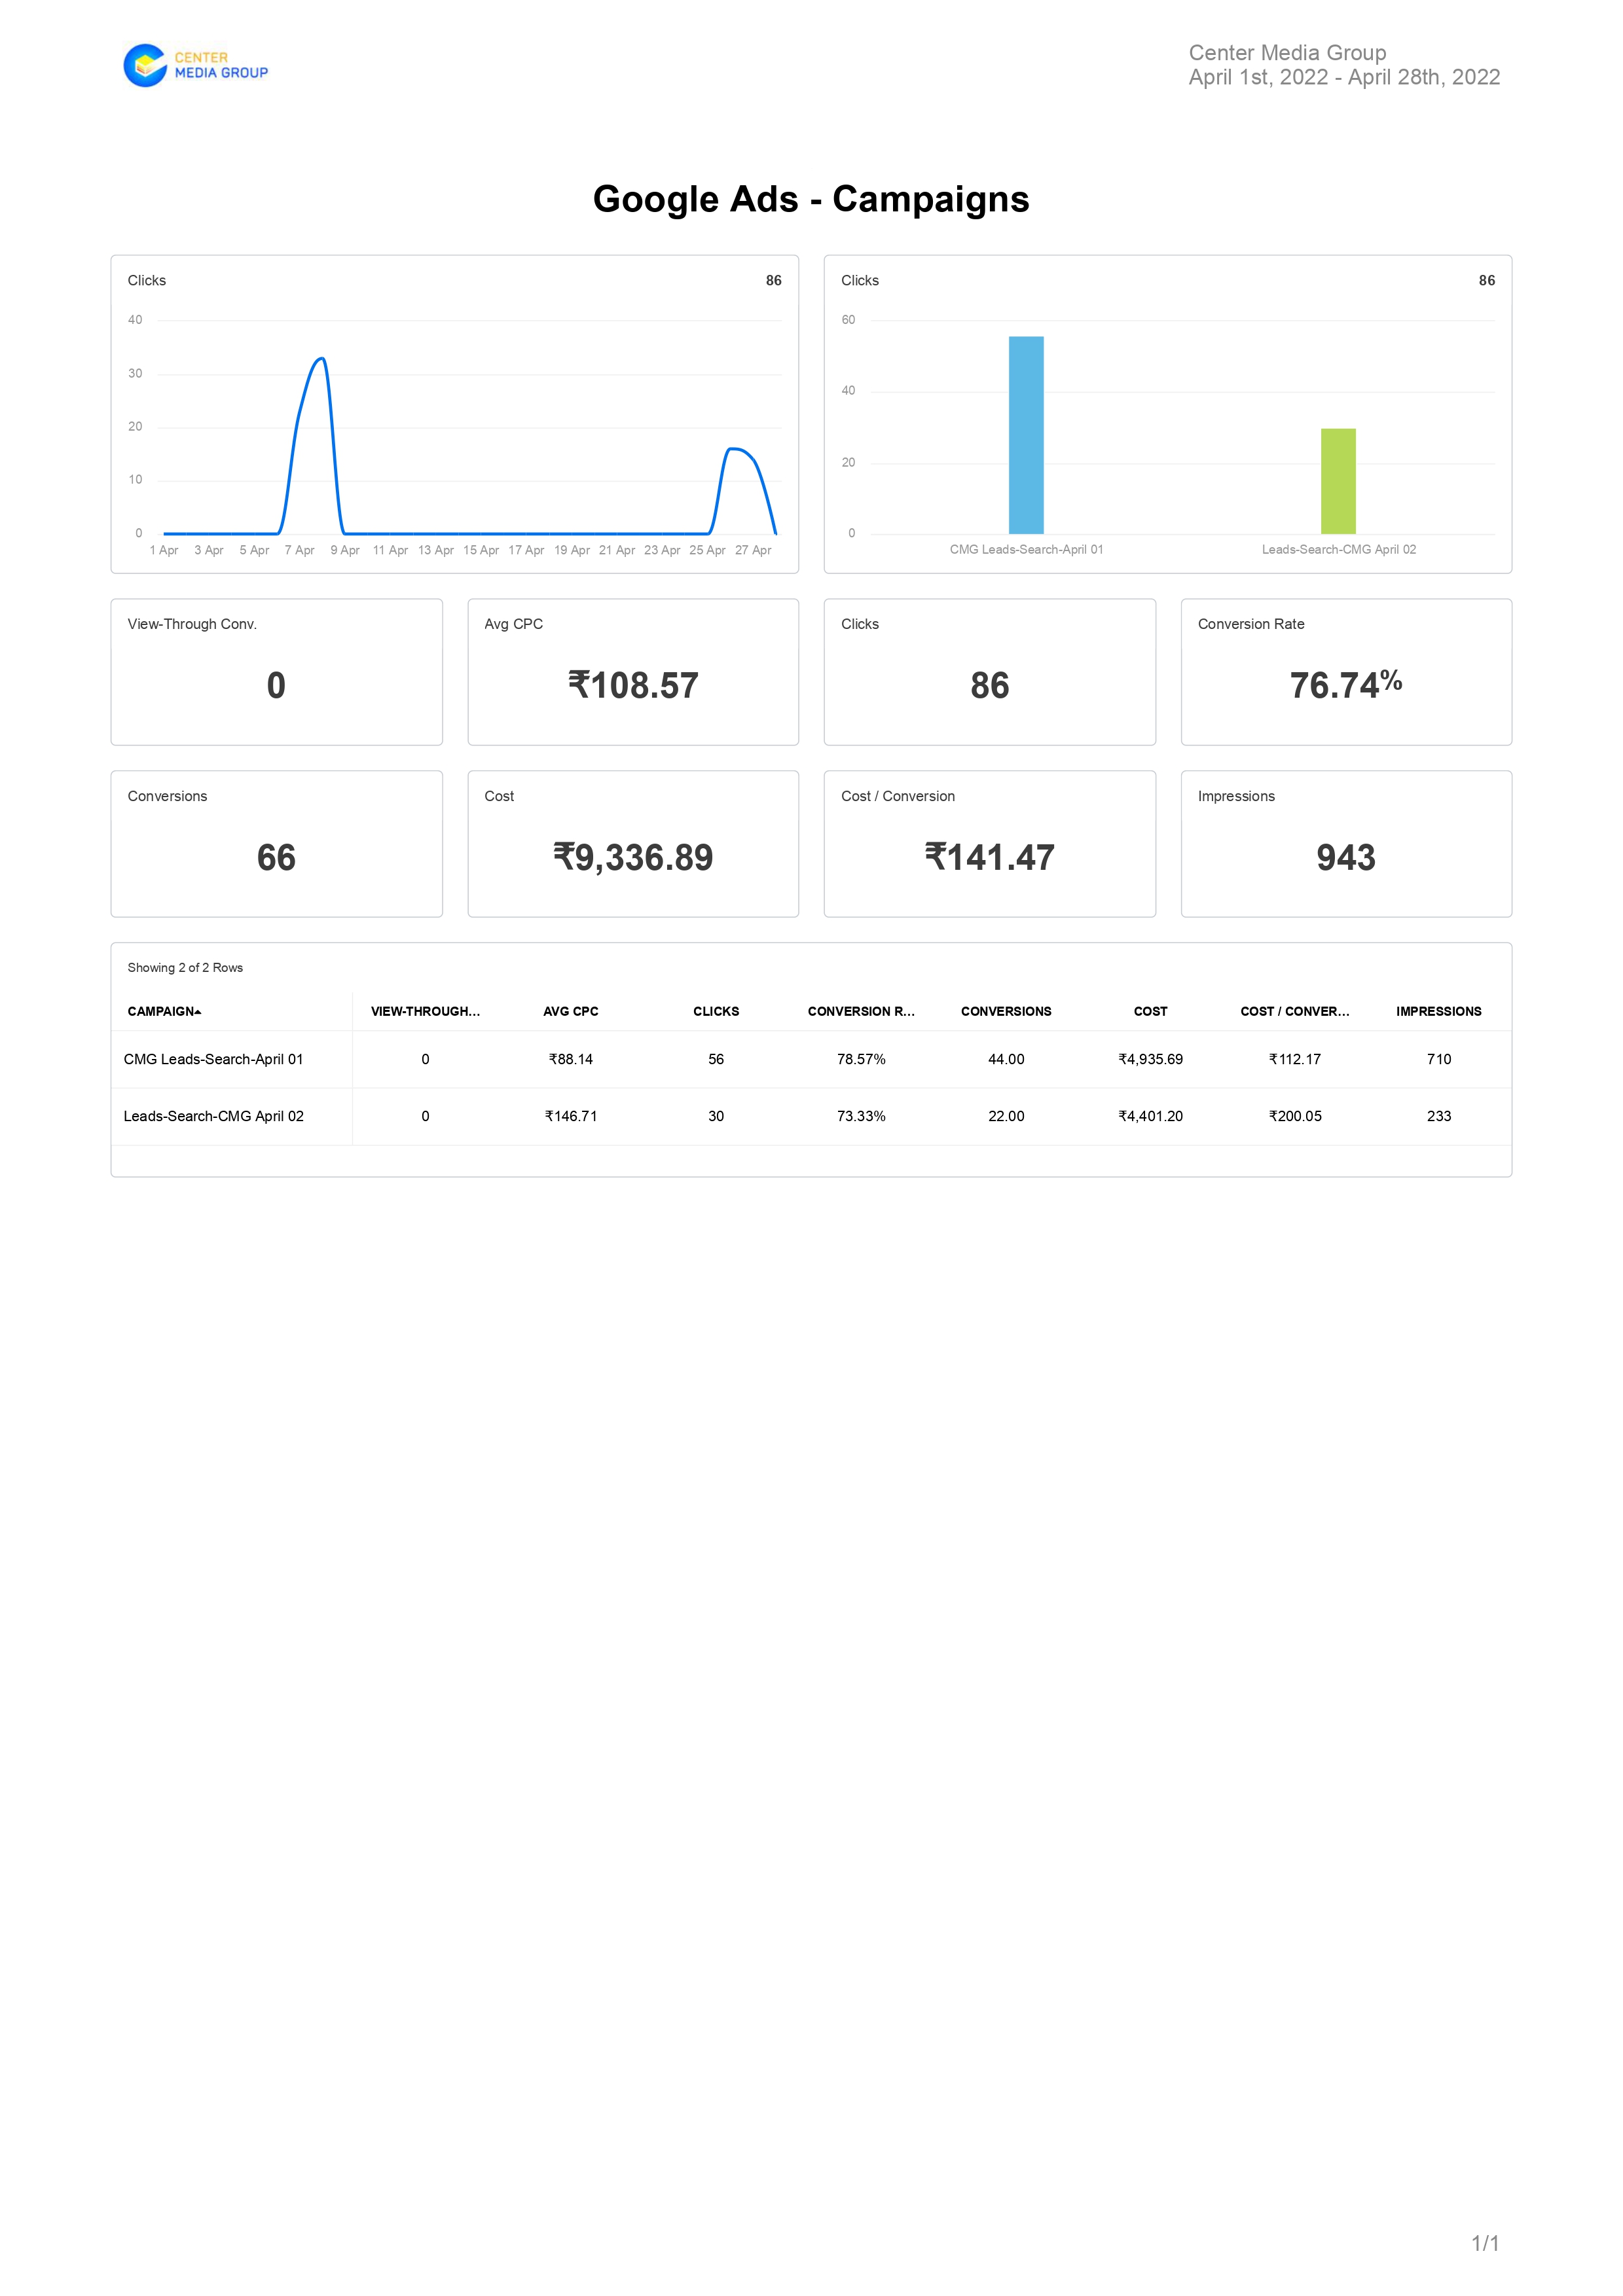 CENTER
MEDIA GROUP
Center Media Group
April 1st, 2022 - April 28th, 2022
Google Ads - Campaigns
Clicks 86
40
30
20
10
0
1 Apr 3 Apr 5 Apr 7 Apr 9 Apr 11 Apr 13 Apr 15 Apr 17 Apr 19 Apr 21 Apr 23 Apr 25 Apr 27 Apr
Clicks 86
60
40
20
0
CMG Leads-Search-April 01 Leads-Search-CMG April 02
View-Through Conv.
0
Avg CPC
₹108.57
Clicks
86
Conversion Rate
76.74%
Conversions
66
Cost
₹9,336.89
Cost / Conversion
₹141.47
Impressions
943
Showing 2 of 2 Rows
CAMPAIGN VIEW-THROUGH... AVG CPC CLICKS CONVERSION R... CONVERSIONS COST COST / CONVER... IMPRESSIONS
CMG Leads-Search-April 01 0 ₹88.14 56 78.57% 44.00 ₹4,935.69 ₹112.17 710
Leads-Search-CMG April 02 0 ₹146.71 30 73.33% 22.00 ₹4,401.20 ₹200.05 233
1/1